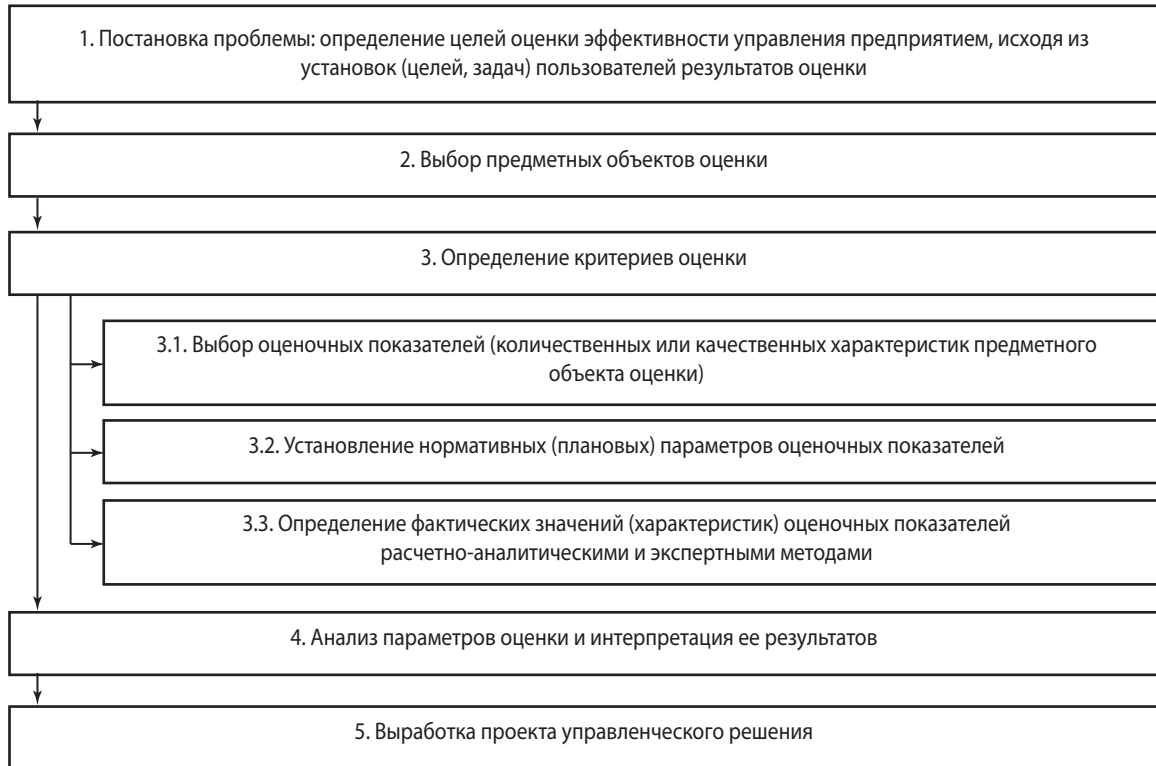 1. Постановка проблемы: определение целей оценки эффективности управления предприятием, исходя из
установок (целей, задач) пользователей результатов оценки
2. Выбор предметных объектов оценки
3. Определение критериев оценки
3.1. Выбор оценочных показателей (количественных или качественных характеристик предметного
объекта оценки)
3.2. Установление нормативных (плановых) параметров оценочных показателей
3.3. Определение фактических значений (характеристик) оценочных показателей
расчетно-аналитическими и экспертными методами
4. Анализ параметров оценки и интерпретация ее результатов
5. Выработка проекта управленческого решения